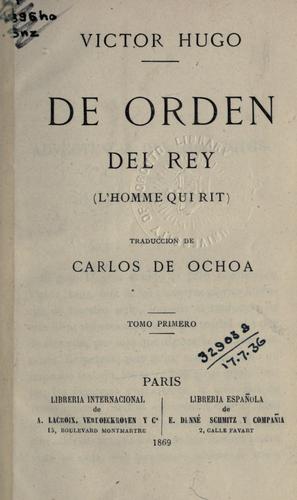 VICTOR HUGO
DE ORDEN
DEL REY
(L'HOMME QUI RIT)
TRADUCCION DE
CARLOS DE OCHOA
TOMO PRIMERO
329038
17.7.36
PARIS
LIBRERIA INTERNACIONAL
de
A. LACROIX, VERBOECKHOVEN Y Cª
15, BOULEVARD MONTMARTRE
LIBRERIA ESPAÑOLA
de
E. DENNÉ SCHMITZ Y COMPAÑIA
2, CALLE FAVART
1869